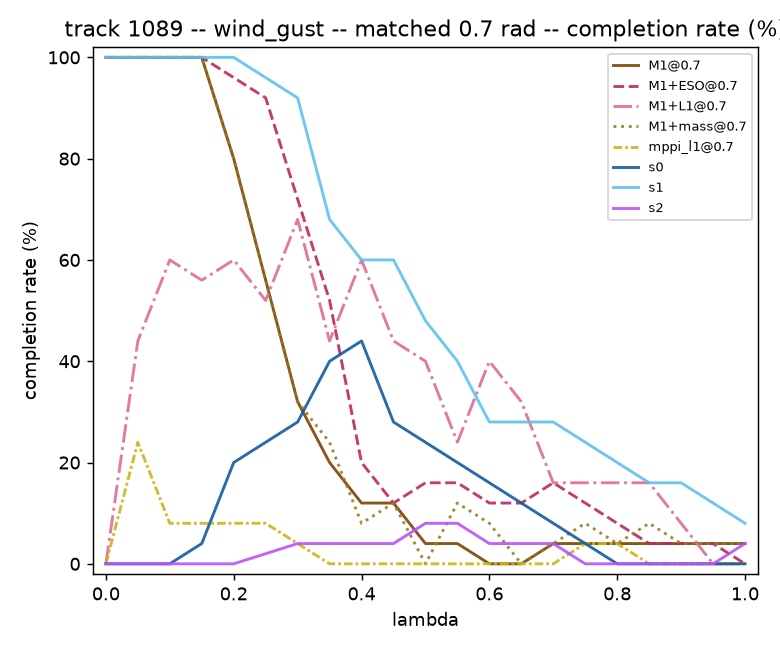 track 1089 -- wind_gust -- matched 0.7 rad -- completion rate (%)
completion rate (%)
100
80
60
40
20
0
M1@0.7
M1+ESO@0.7
M1+L1@0.7
M1+mass@0.7
mppi_l1@0.7
s0
s1
s2
0.0 0.2 0.4 0.6 0.8 1.0
lambda